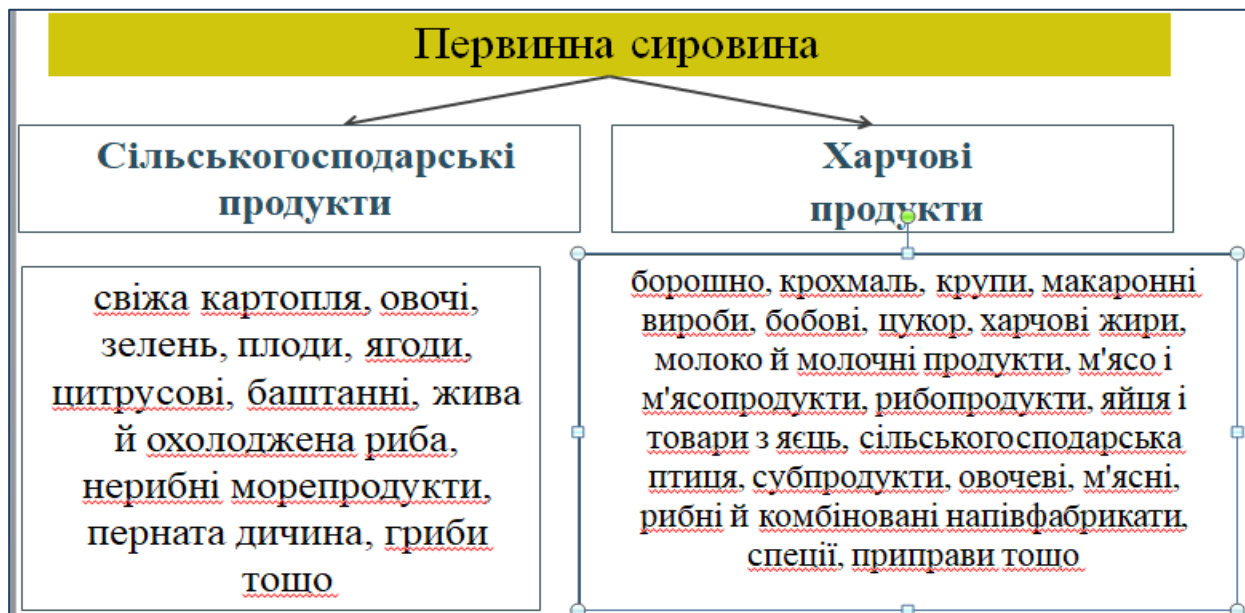 Первинна сировина
Сільськогосподарські
продукти
Харчові
продукти
свіжа картопля, овочі,
зелень, плоди, ягоди,
цитрусові, баштанні, жива
й охолоджена риба,
нерибні морепродукти,
перната дичина, гриби
тощо
борошно, крохмаль, крупи, макаронні
вироби, бобові, цукор, харчові жири,
молоко й молочні продукти, м'ясо і
м'ясопродукти, рибопродукти, яйця і
товари з яєць, сільськогосподарська
птиця, субпродукти, овочеві, м'ясні,
рибні й комбіновані напівфабрикати,
спеції, приправи тощо